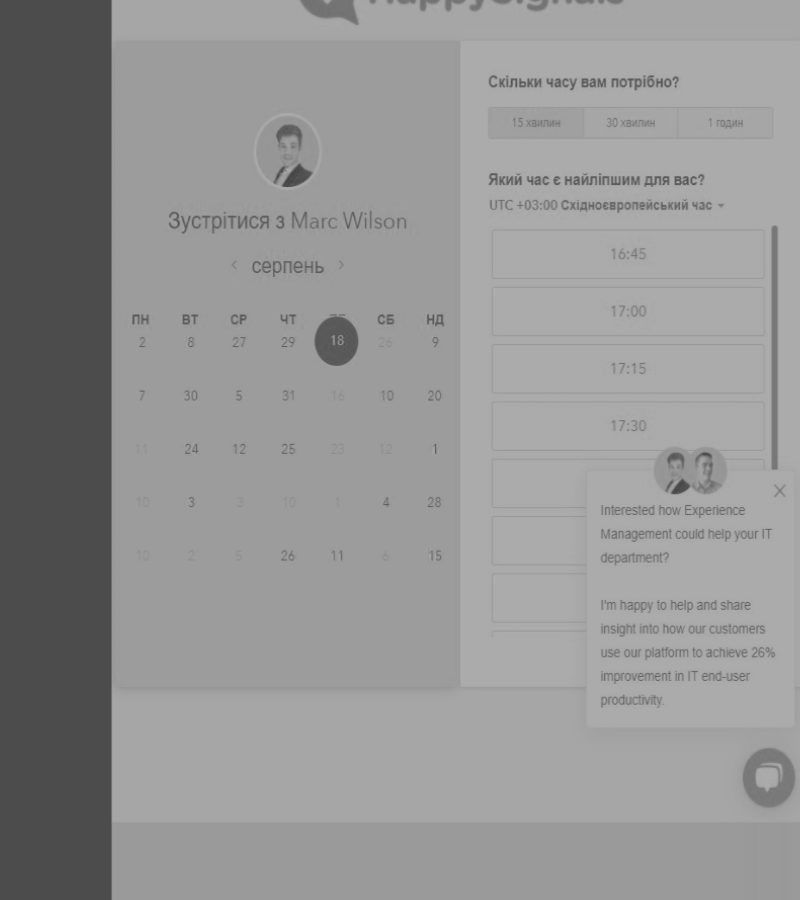 HappySignals
Зустрітися з Marc Wilson
серпень
ПН ВТ СР ЧТ СБ НД
2 8 27 29 18 26 9
7 30 5 31 16 10 20
11 24 12 25 23 12 1
10 3 3 10 1 4 28
10 2 5 26 11 6 15
Скільки часу вам потрібно?
15 хвилин 30 хвилин 1 годин
Який час є найліпшим для вас?
UTC +03:00 Східноєвропейський час
16:45
17:00
17:15
17:30
Interested how Experience
Management could help your IT
department?
I'm happy to help and share
insight into how our customers
use our platform to achieve 26%
improvement in IT end-user
productivity.